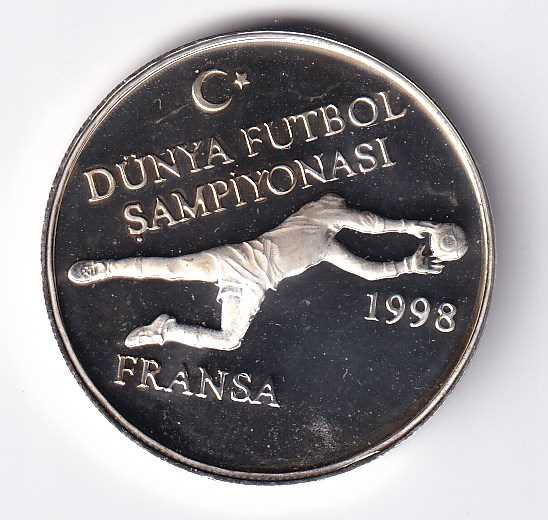 DÜNYA FUTBOL
ŞAMPİYONASI
1998
FRANSA